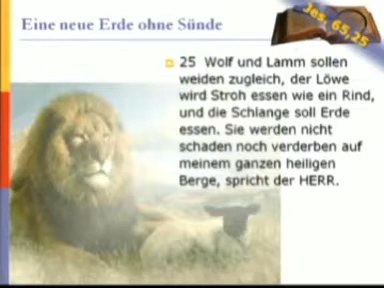 Eine neue Erde ohne Sünde
Jes. 65,25
25 Wolf und Lamm sollen
weiden zugleich, der Löwe
wird Stroh essen wie ein Rind,
und die Schlange soll Erde
essen. Sie werden nicht
schaden noch verderben auf
meinem ganzen heiligen
Berge, spricht der HERR.